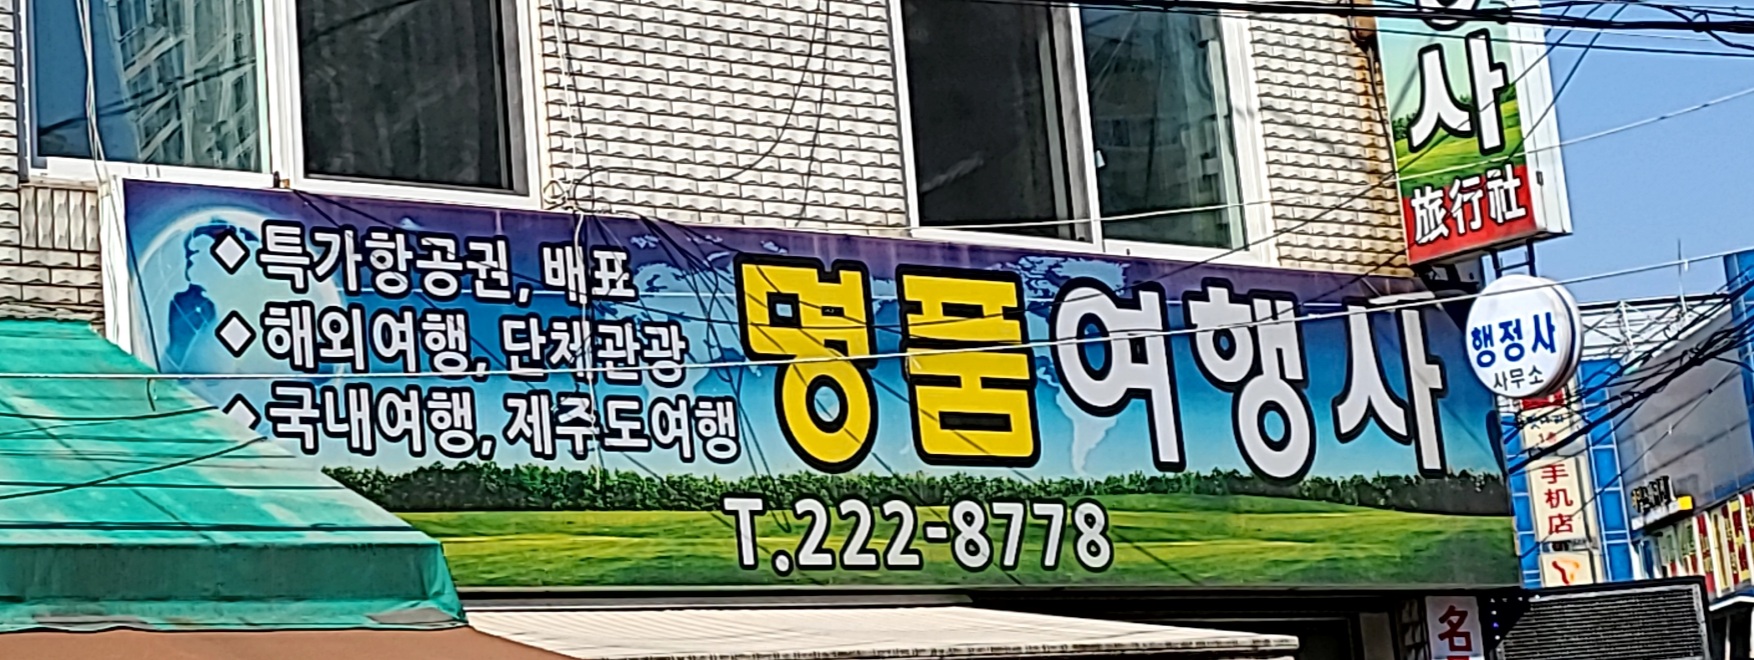 ◆특가항공권, 배표
◆해외여행, 단체관광
◆국내여행, 제주도여행
명품여행사
T.222-8778
사
旅行社
행정사
사무소
手机店
名